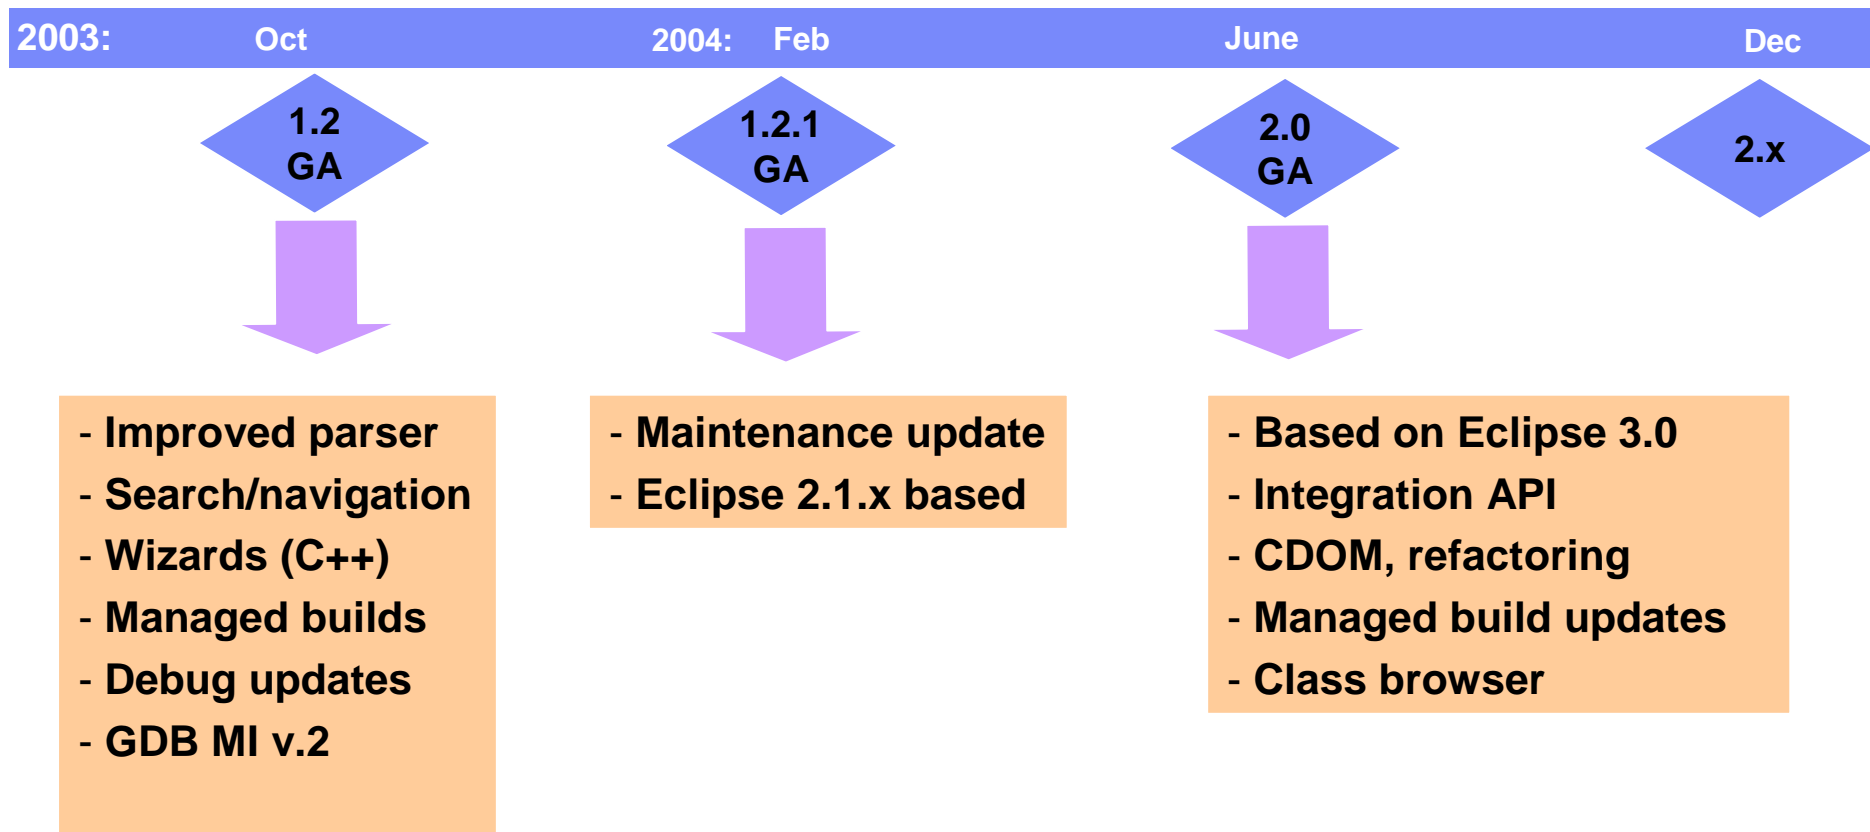 2003: Oct 2004: Feb June Dec
1.2
GA
1.2.1
GA
2.0
GA
2.x
- Improved parser
- Search/navigation
- Wizards (C++)
- Managed builds
- Debug updates
- GDB MI v.2
- Maintenance update
- Eclipse 2.1.x based
- Based on Eclipse 3.0
- Integration API
- CDOM, refactoring
- Managed build updates
- Class browser